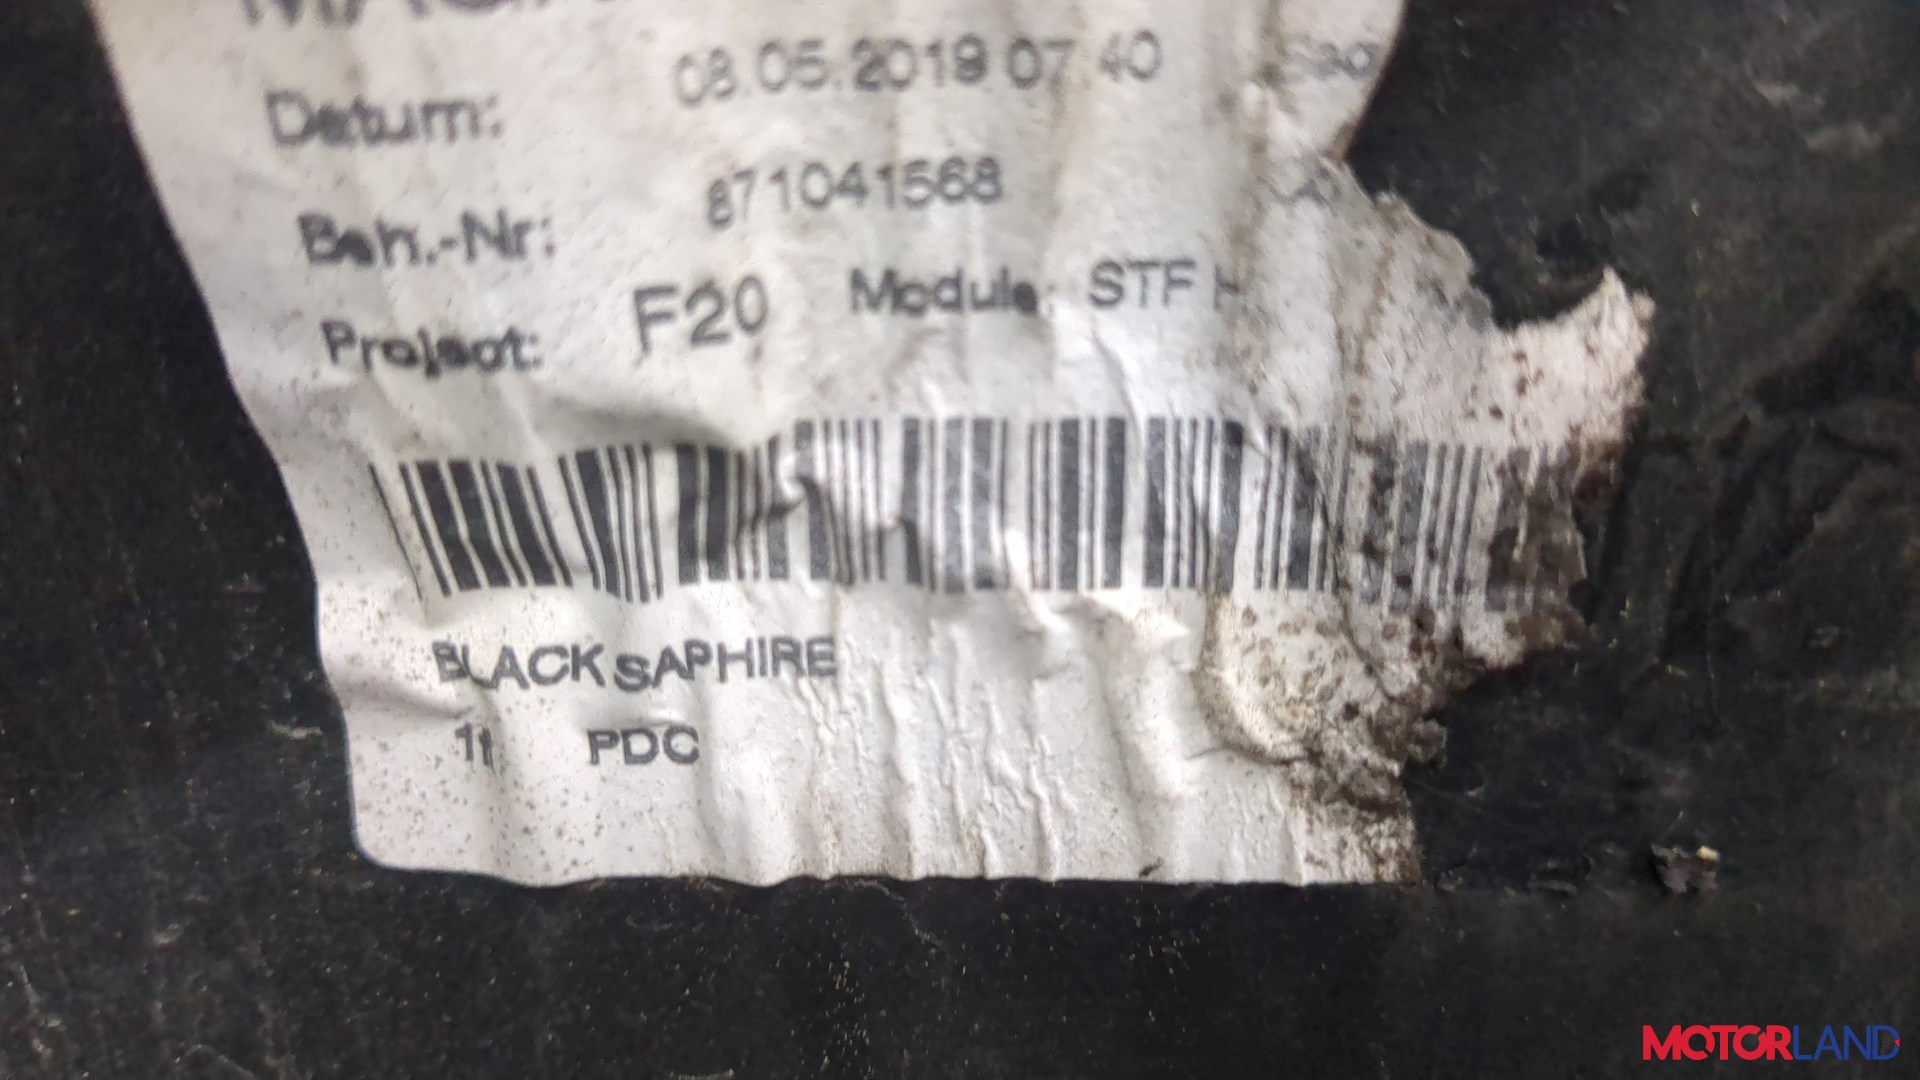 Datum: 08.05.2019 07:40
Beh.-Nr: 871041568
Project: F20 Module: STF H
BLACK SAPHIRE
PDC
MOTORLAND